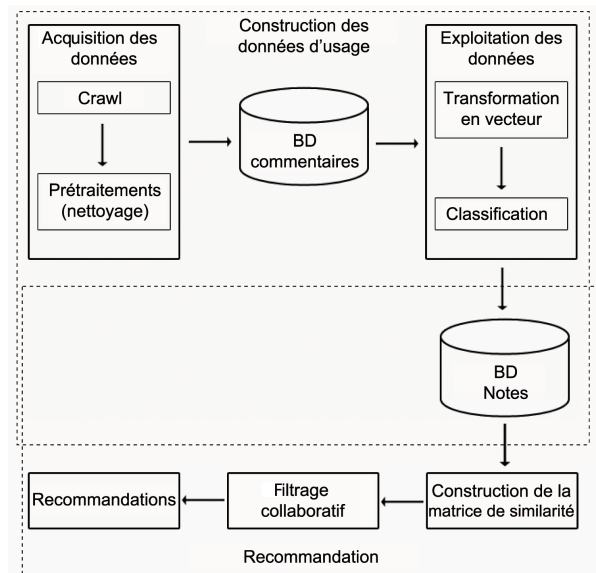 Acquisition des
données
Crawl
Prétraitements
(nettoyage)
Construction des
données d'usage
BD
commentaires
Exploitation des
données
Transformation
en vecteur
Classification
BD
Notes
Construction de la
matrice de similarité
Filtrage
collaboratif
Recommandations
Recommandation